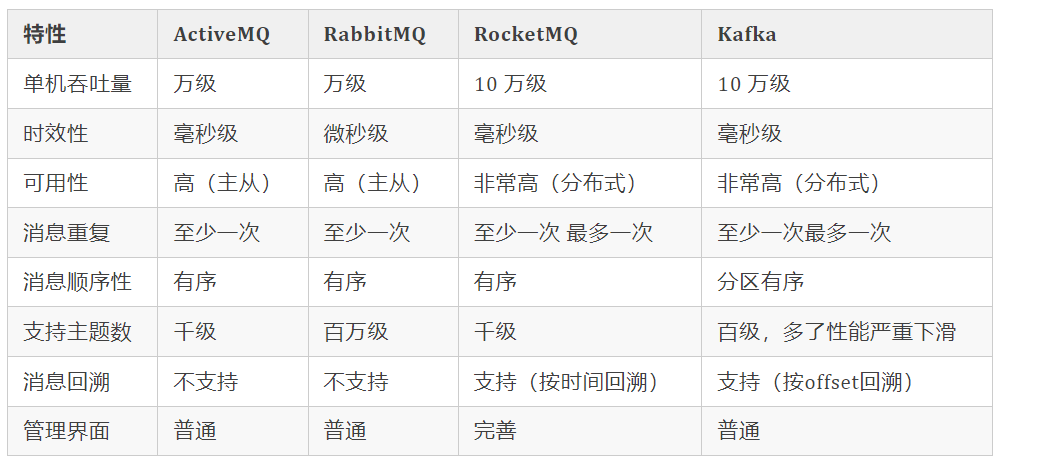 特性 ActiveMQ RabbitMQ RocketMQ Kafka
单机吞吐量 万级 万级 10 万级 10 万级
时效性 毫秒级 微秒级 毫秒级 毫秒级
可用性 高（主从） 高（主从） 非常高（分布式） 非常高（分布式）
消息重复 至少一次 至少一次 至少一次 最多一次 至少一次最多一次
消息顺序性 有序 有序 有序 分区有序
支持主题数 千级 百万级 千级 百级，多了性能严重下滑
消息回溯 不支持 不支持 支持（按时间回溯） 支持（按offset回溯）
管理界面 普通 普通 完善 普通